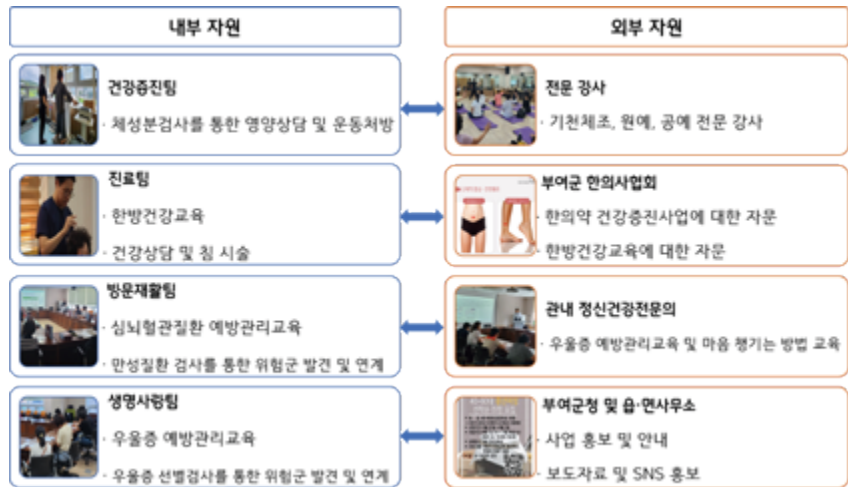 내부 자원
외부 자원
건강증진팀
· 체성분검사를 통한 영양상담 및 운동처방
전문 강사
· 기천체조, 원예, 공예 전문 강사
진료팀
· 한방건강교육
· 건강상담 및 침 시술
부여군 한의사협회
· 한의약 건강증진사업에 대한 자문
· 한방건강교육에 대한 자문
방문재활팀
· 심뇌혈관질환 예방관리교육
· 만성질환 검사를 통한 위험군 발견 및 연계
관내 정신건강전문의
· 우울증 예방관리교육 및 마음 챙기는 방법 교육
생명사랑팀
· 우울증 예방관리교육
· 우울증 선별검사를 통한 위험군 발견 및 연계
부여군청 및 읍·면사무소
· 사업 홍보 및 안내
· 보도자료 및 SNS 홍보